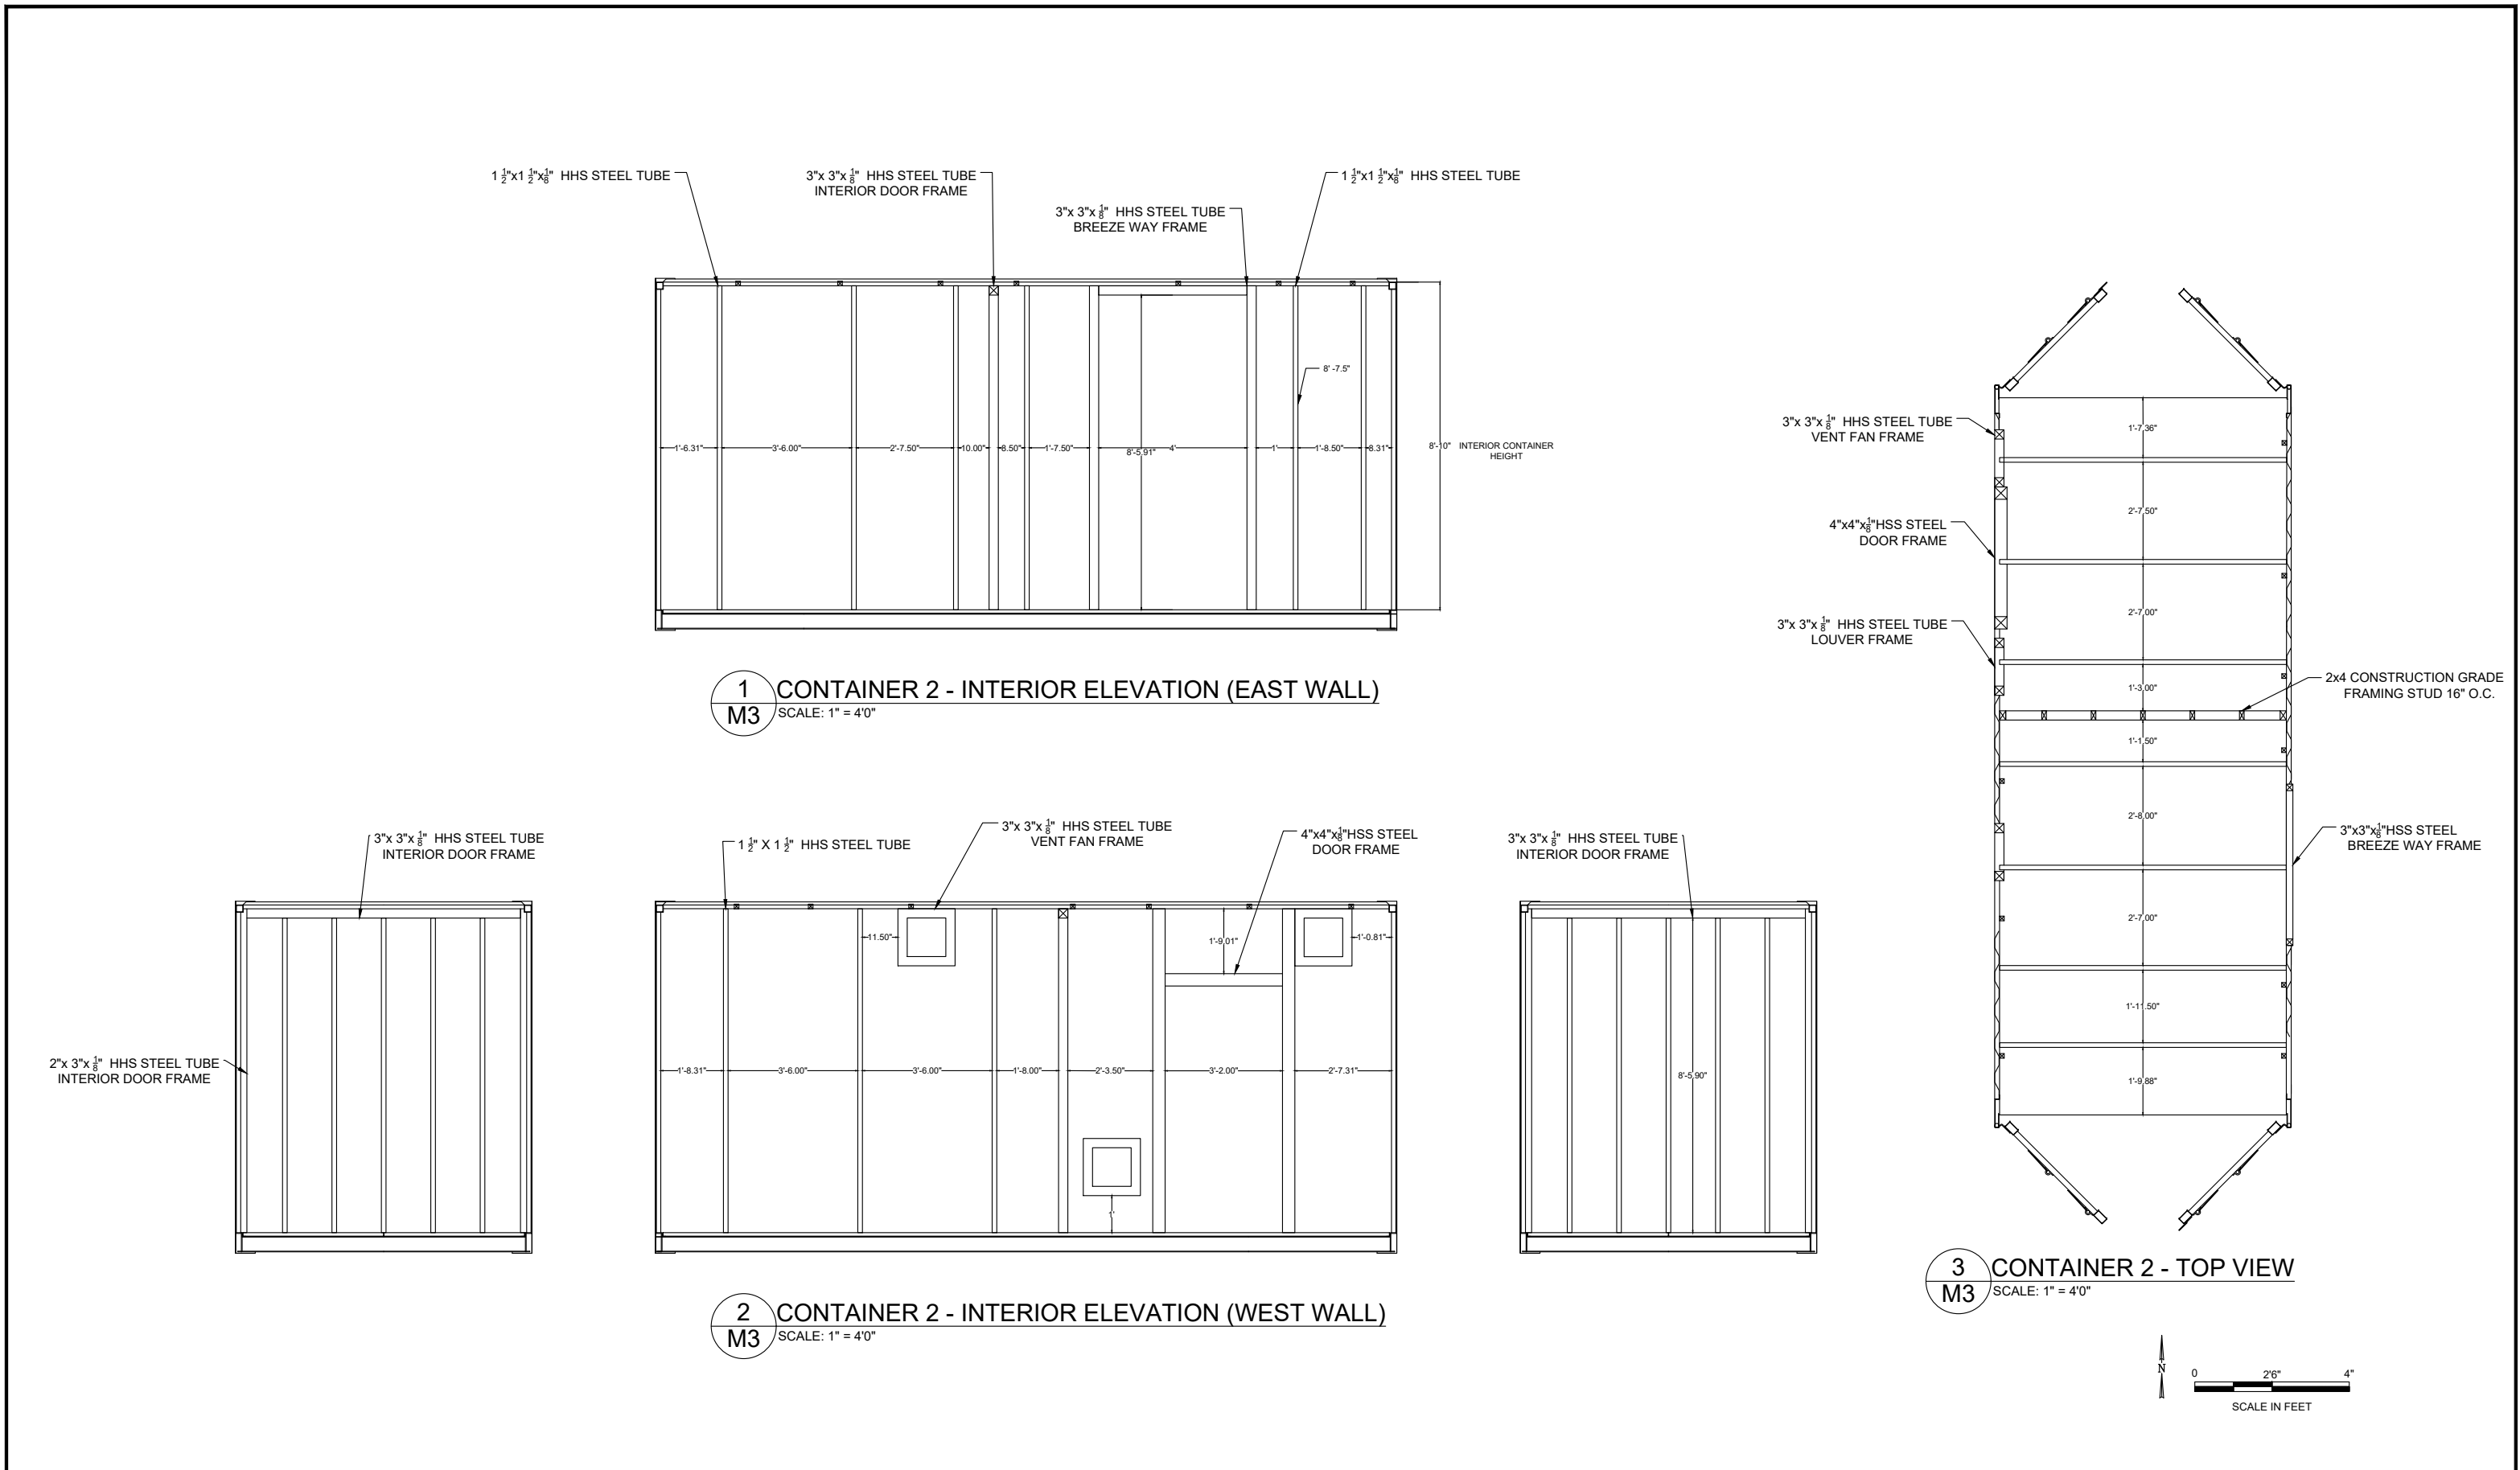 1 1/2"x1 1/2"x1/8" HHS STEEL TUBE
3"x 3"x 1/8" HHS STEEL TUBE
INTERIOR DOOR FRAME
3"x 3"x 1/8" HHS STEEL TUBE
BREEZE WAY FRAME
1 1/2"x1 1/2"x1/8" HHS STEEL TUBE
8' -7.5"
1'-6.31"
3'-6.00"
2'-7.50"
10.00"
8.50"
1'-7.50"
8'-5.91"
4'
1'
1'-8.50"
8.31"
8'-10" INTERIOR CONTAINER
HEIGHT
1
M3
CONTAINER 2 - INTERIOR ELEVATION (EAST WALL)
SCALE: 1" = 4'0"
3"x 3"x 1/8" HHS STEEL TUBE
INTERIOR DOOR FRAME
2"x 3"x 1/8" HHS STEEL TUBE
INTERIOR DOOR FRAME
1 1/2" X 1 1/2" HHS STEEL TUBE
3"x 3"x 1/8" HHS STEEL TUBE
VENT FAN FRAME
4"x4"x1/8"HSS STEEL
DOOR FRAME
11.50"
1'-9.01"
1'-0.81"
1'-8.31"
3'-6.00"
3'-6.00"
1'-8.00"
2'-3.50"
3'-2.00"
2'-7.31"
1'
2
M3
CONTAINER 2 - INTERIOR ELEVATION (WEST WALL)
SCALE: 1" = 4'0"
3"x 3"x 1/8" HHS STEEL TUBE
INTERIOR DOOR FRAME
8'-5.90"
3"x 3"x 1/8" HHS STEEL TUBE
VENT FAN FRAME
4"x4"x1/8"HSS STEEL
DOOR FRAME
3"x 3"x 1/8" HHS STEEL TUBE
LOUVER FRAME
2x4 CONSTRUCTION GRADE
FRAMING STUD 16" O.C.
3"x3"x1/8"HSS STEEL
BREEZE WAY FRAME
1'-7.36"
2'-7.50"
2'-7.00"
1'-3.00"
1'-1.50"
2'-8.00"
2'-7.00"
1'-11.50"
1'-9.88"
3
M3
CONTAINER 2 - TOP VIEW
SCALE: 1" = 4'0"
N
0 2'6" 4"
SCALE IN FEET